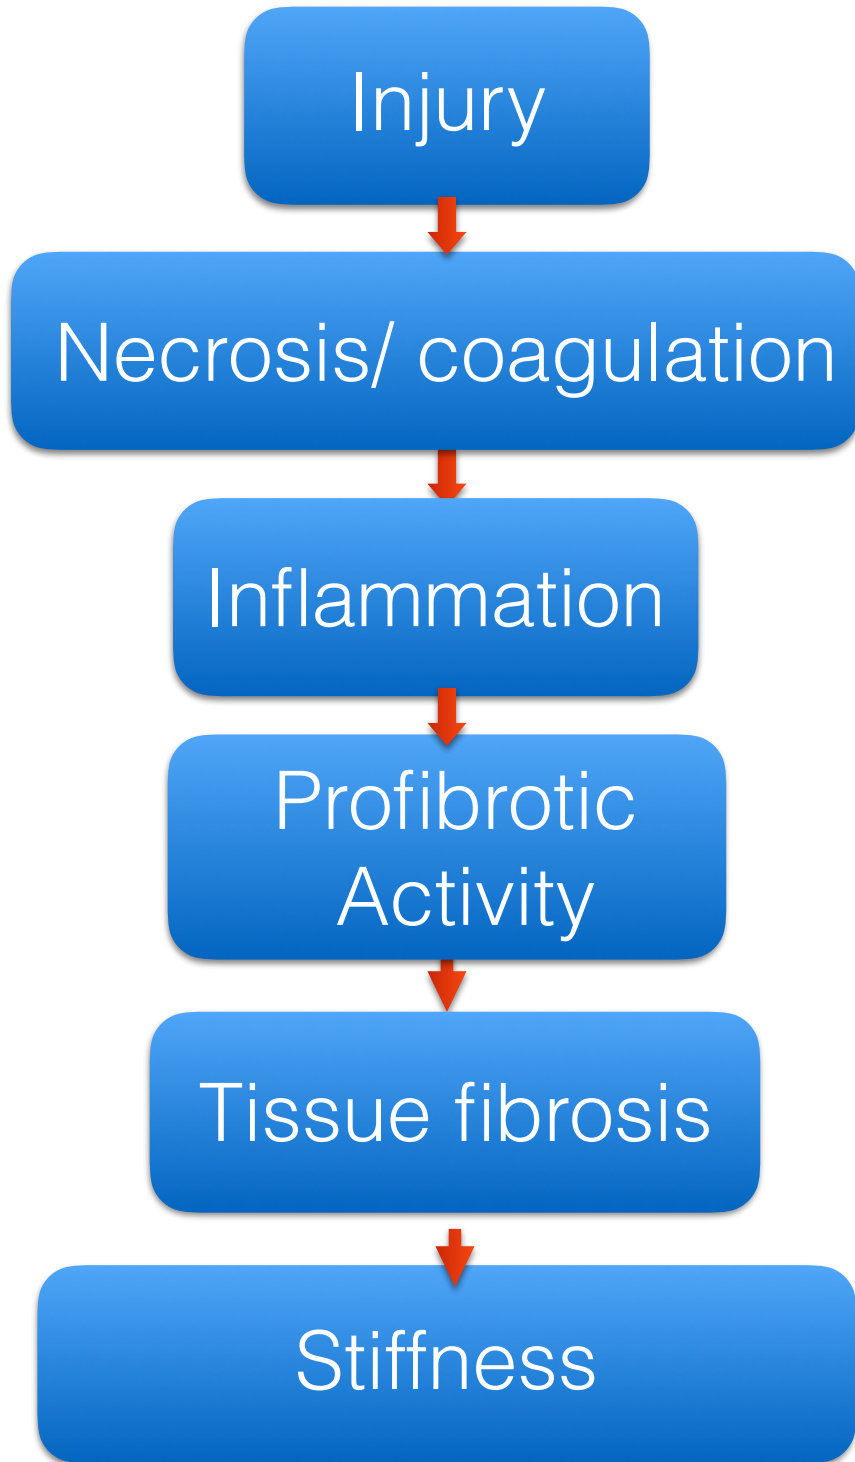 Injury
Necrosis/ coagulation
Inflammation
Profibrotic
Activity
Tissue fibrosis
Stiffness